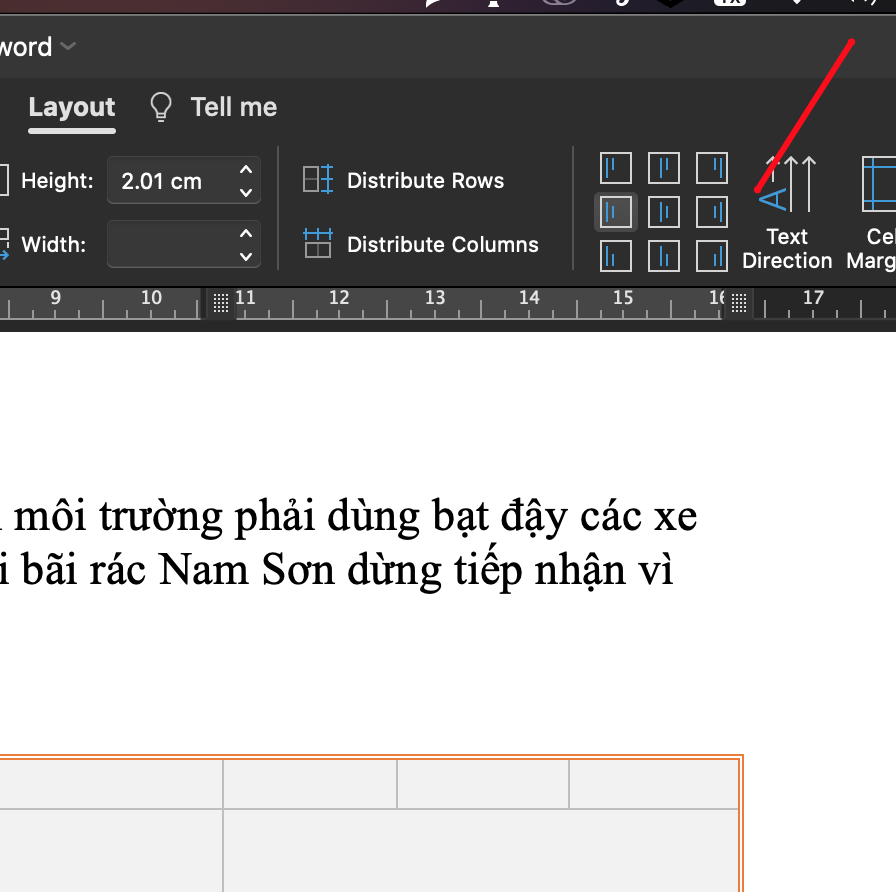 word
Layout
Tell me
Height:
2.01 cm
Distribute Rows
Width:
Distribute Columns
Text
Direction
9 10 11 12 13 14 15 16 17
môi trường phải dùng bạt đậy các xe
bãi rác Nam Sơn dừng tiếp nhận vì